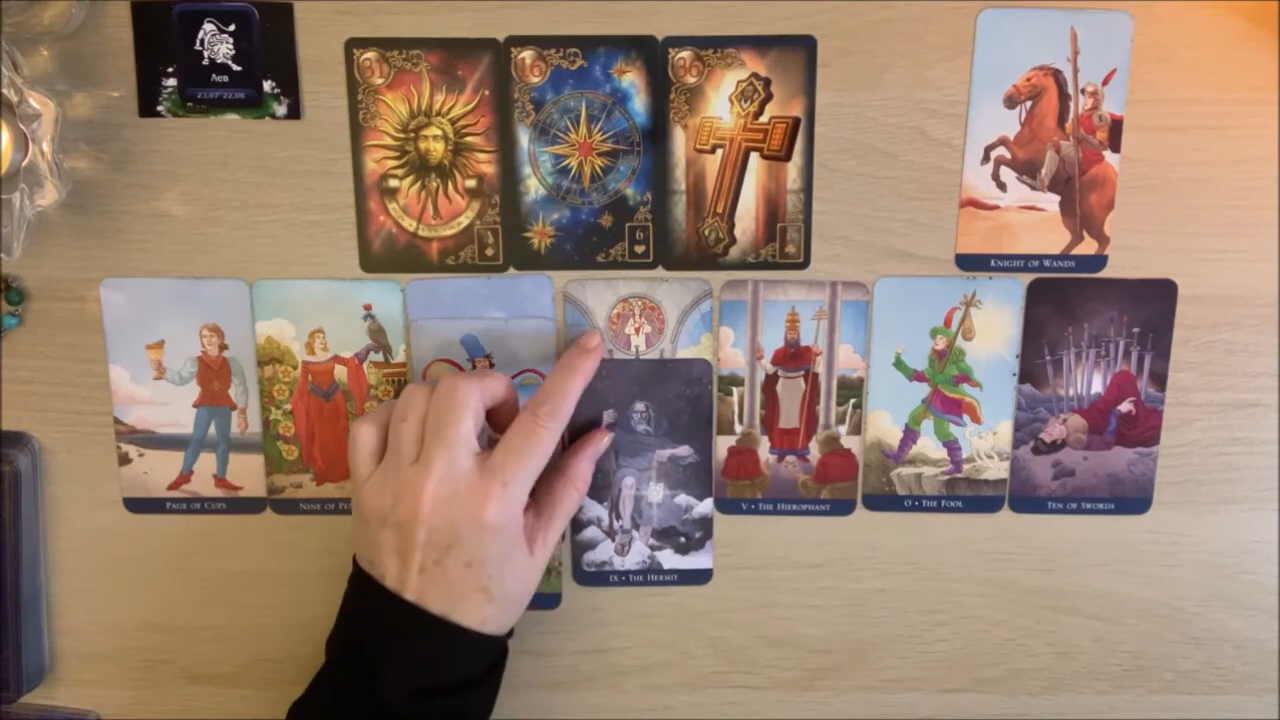 Лев
23.07-22.08
31
16
6
36
KNIGHT OF WANDS
PAGE OF CUPS
NINE OF PE
IX • THE HERMIT
V • THE HIEROPHANT
0 • THE FOOL
TEN OF SWORDS